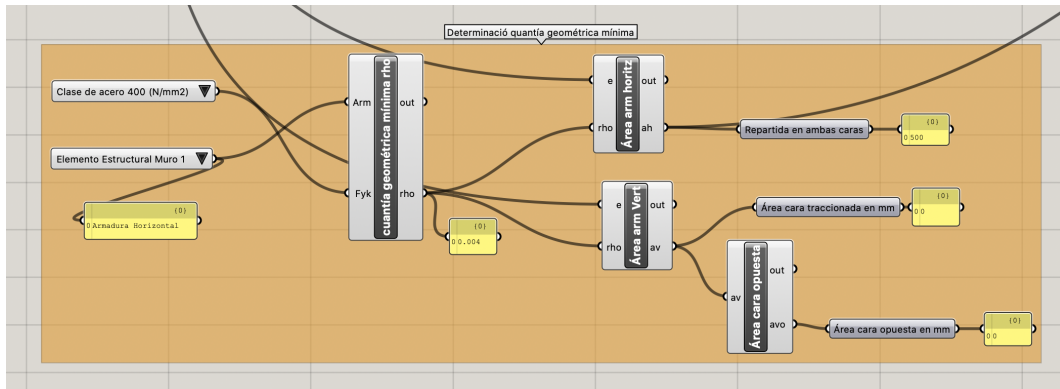 Determinació quantía geométrica mínima
Clase de acero 400 (N/mm2)
Elemento Estructural Muro 1
{0}
0 Armadura Horizontal
Arm
Fyk
cuantía geométrica mínima rho
out
rho
{0}
0 0.004
e
rho
Área arm horitz
out
ah
Repartida en ambas caras
{0}
0 500
e
rho
Área arm Vert
out
av
Área cara traccionada en mm
{0}
0 0
av
Área cara opuesta
out
avo
Área cara opuesta en mm
{0}
0 0